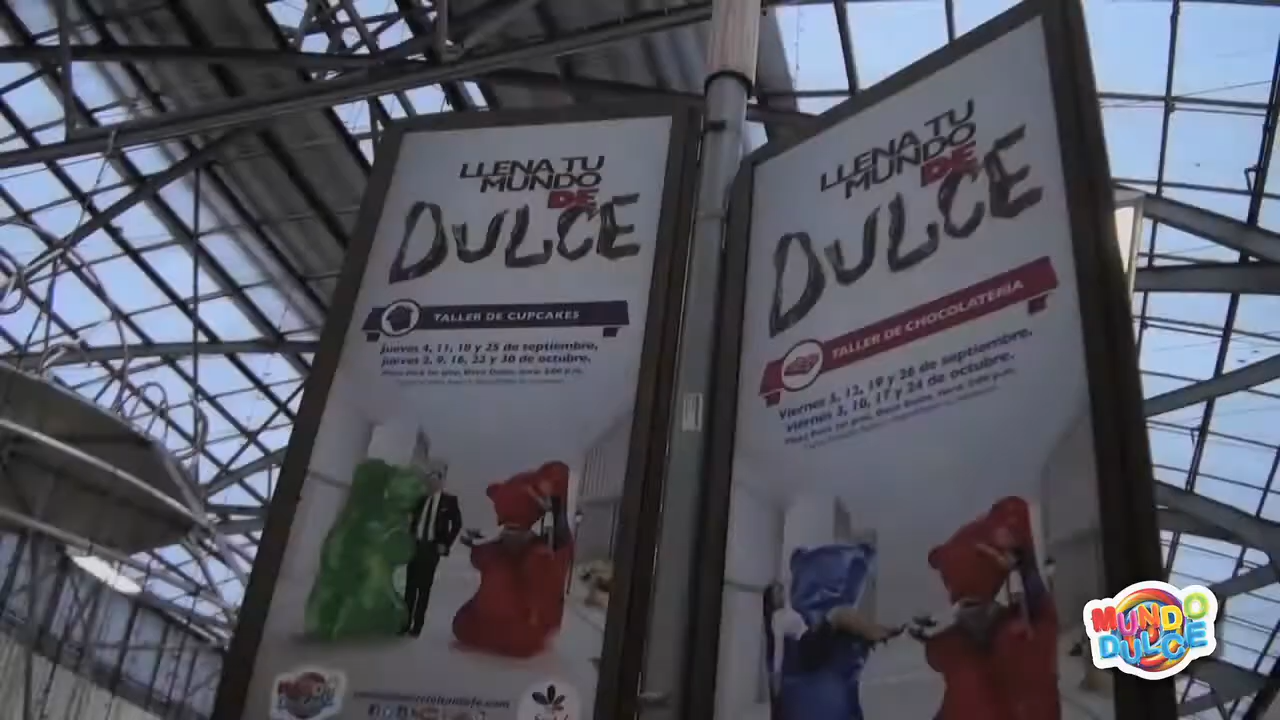 LLENA TU
MUNDO
DE
DULCE
TALLER DE CUPCAKES
Jueves 4, 11, 18 y 25 de septiembre,
jueves 2, 9, 16, 23 y 30 de octubre.
LLENA TU
MUNDO
DE
DULCE
TALLER DE CHOCOLATERÍA
Viernes 5, 12, 19 y 26 de septiembre,
viernes 3, 10, 17 y 24 de octubre.
MUNDO
DULCE